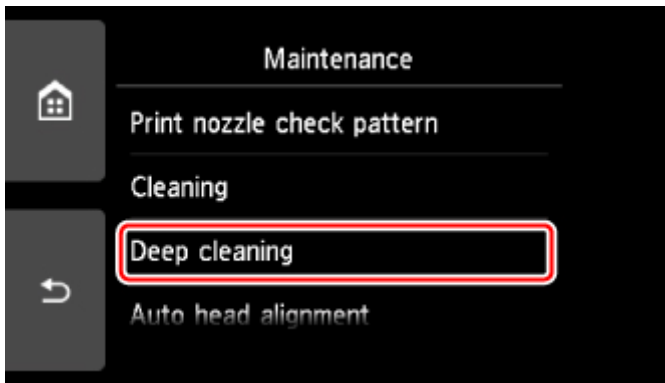 Maintenance
Print nozzle check pattern
Cleaning
Deep cleaning
Auto head alignment